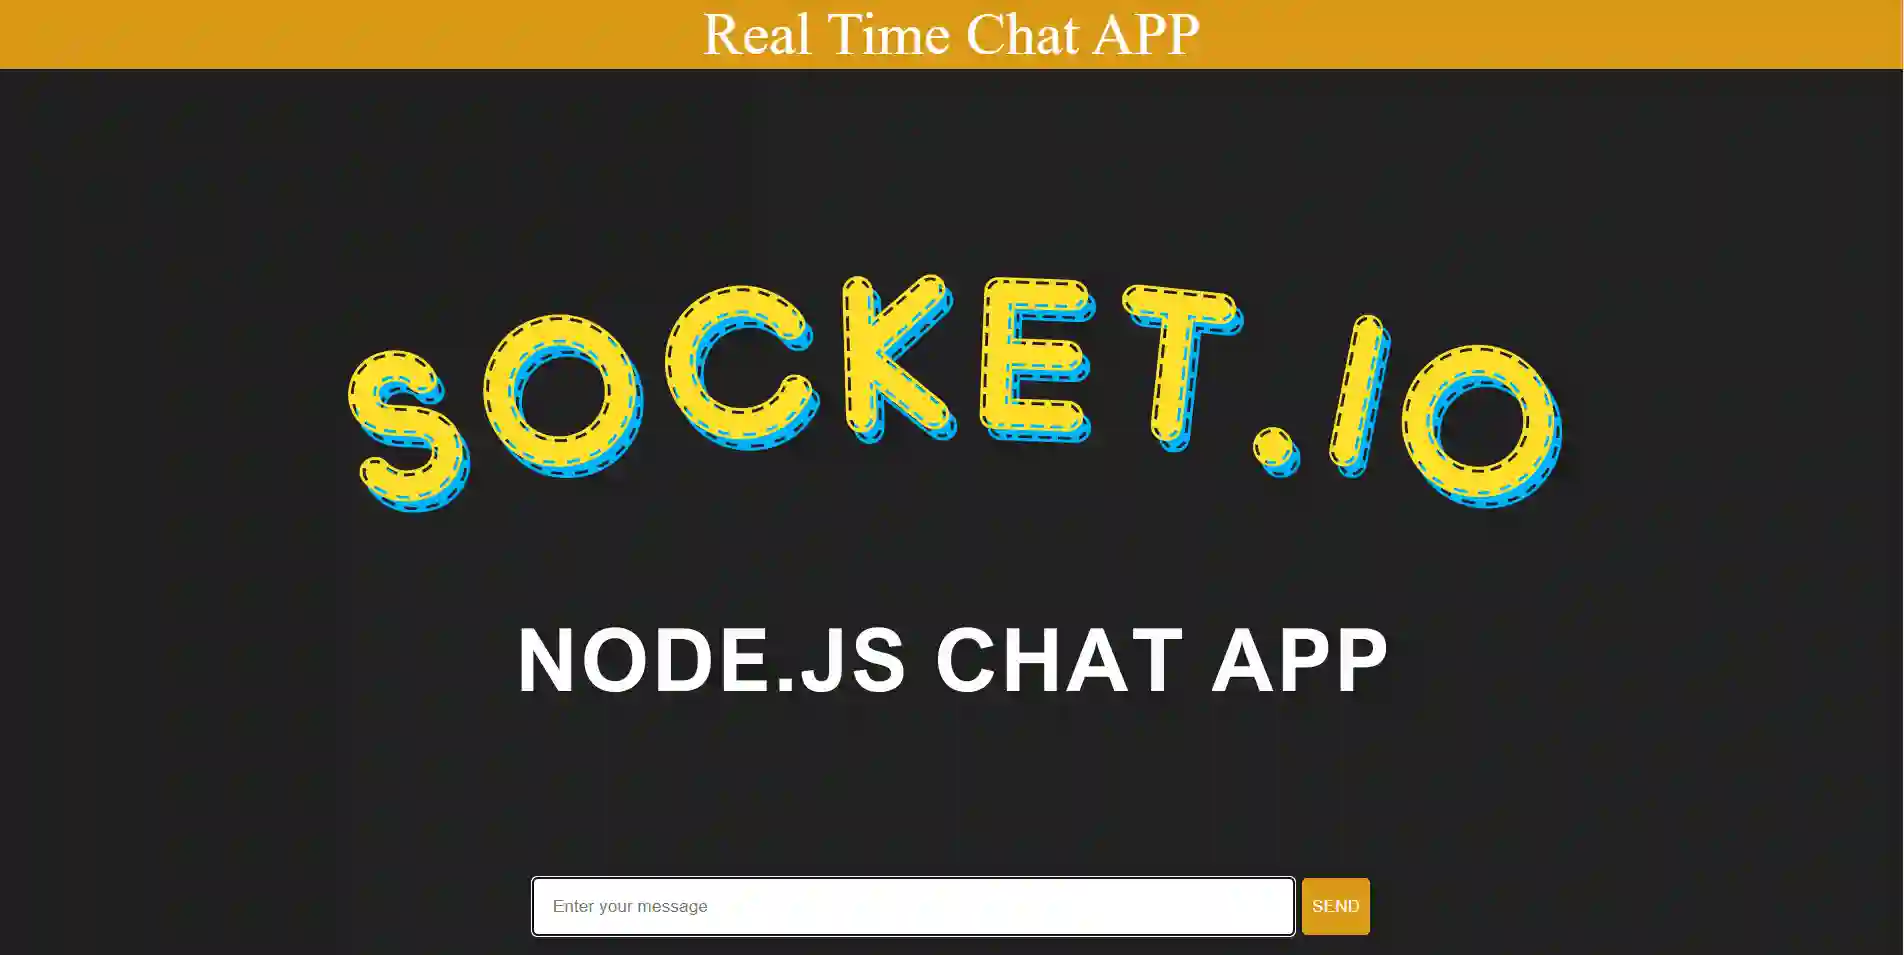 Real Time Chat APP
SOCKET.IO
NODE.JS CHAT APP
Enter your message
SEND